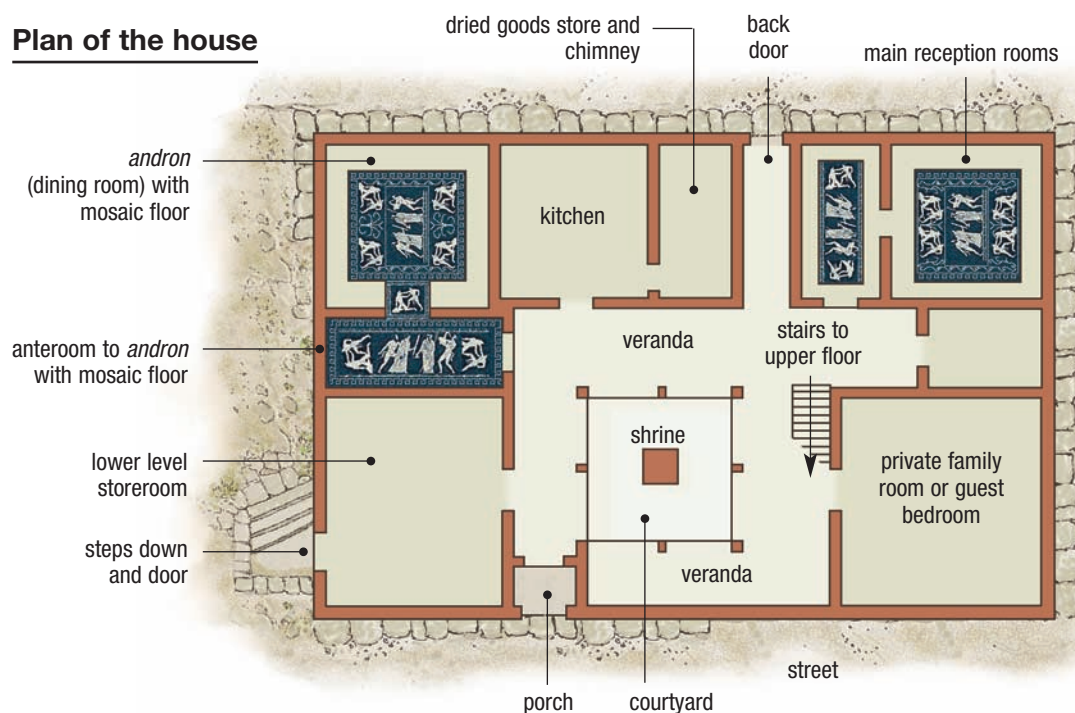 Plan of the house
dried goods store and
chimney
back
door
main reception rooms
andron
(dining room) with
mosaic floor
kitchen
anteroom to andron
with mosaic floor
veranda
stairs to
upper floor
lower level
storeroom
shrine
private family
room or guest
bedroom
steps down
and door
veranda
street
porch
courtyard